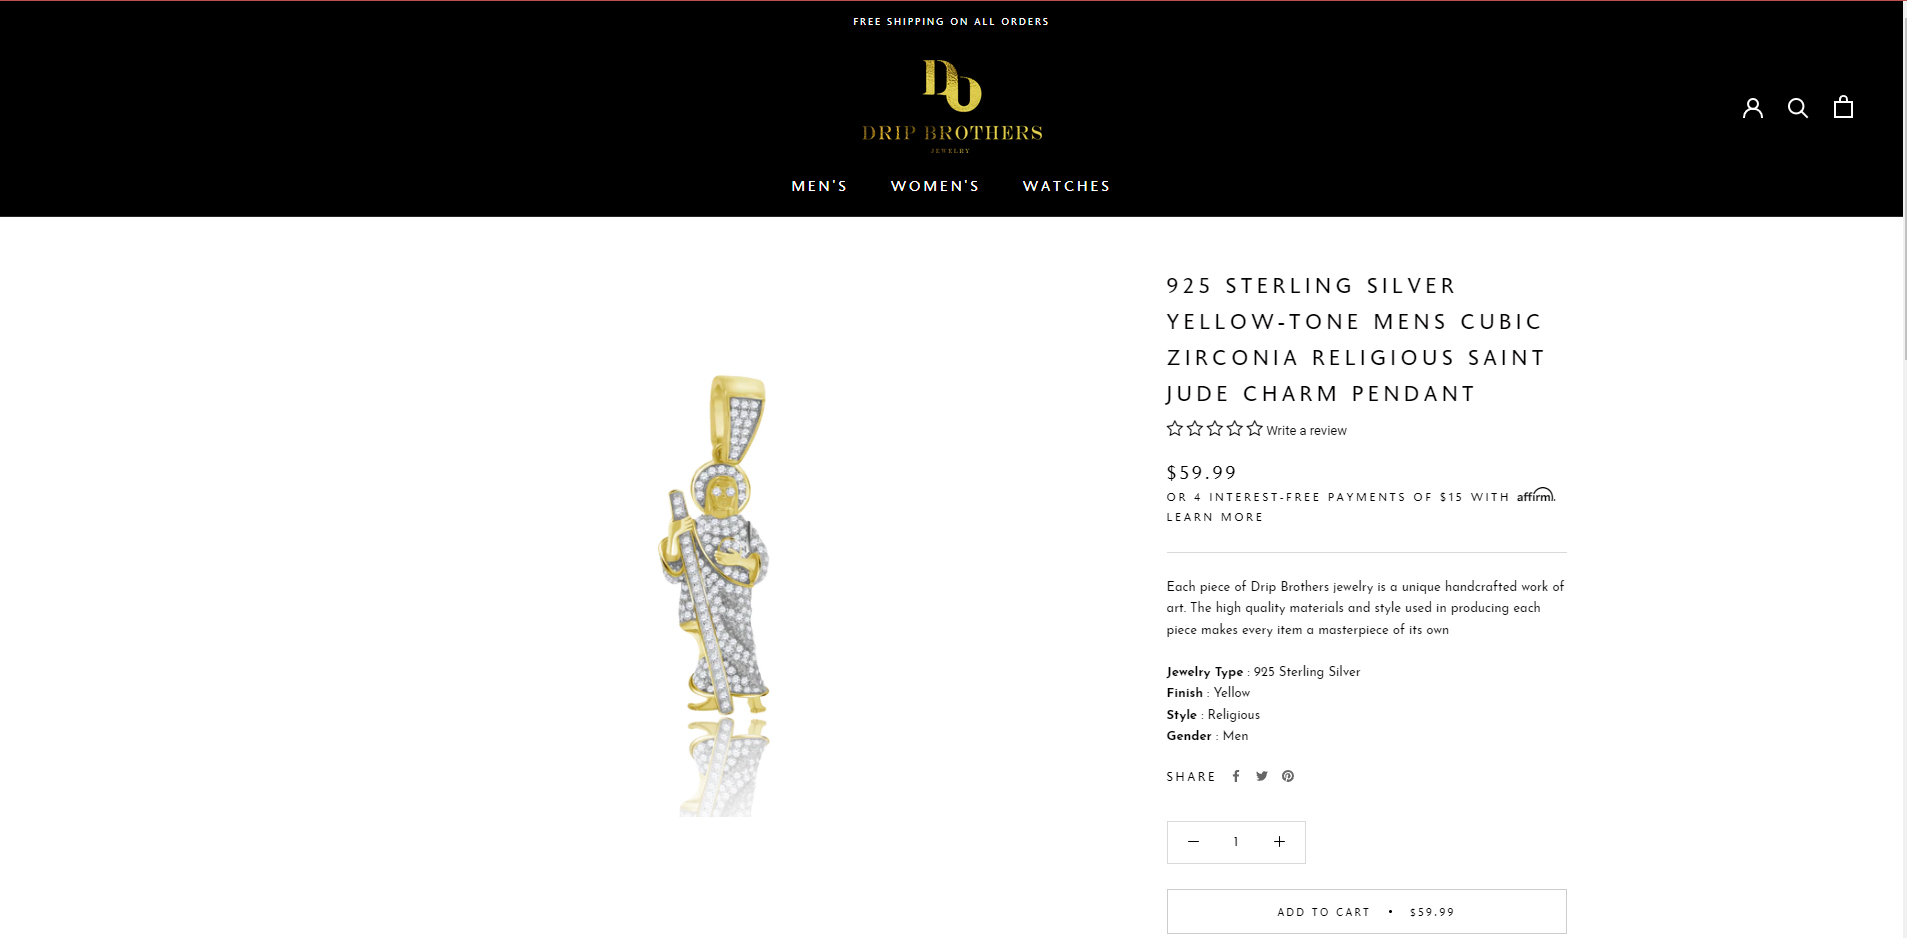 FREE SHIPPING ON ALL ORDERS
DB
DRIP BROTHERS
JEWELRY
MEN'S WOMEN'S WATCHES
925 STERLING SILVER
YELLOW-TONE MENS CUBIC
ZIRCONIA RELIGIOUS SAINT
JUDE CHARM PENDANT
Write a review
$59.99
OR 4 INTEREST-FREE PAYMENTS OF $15 WITH affirm.
LEARN MORE
Each piece of Drip Brothers jewelry is a unique handcrafted work of
art. The high quality materials and style used in producing each
piece makes every item a masterpiece of its own
Jewelry Type : 925 Sterling Silver
Finish : Yellow
Style : Religious
Gender : Men
SHARE
1
ADD TO CART • $59.99